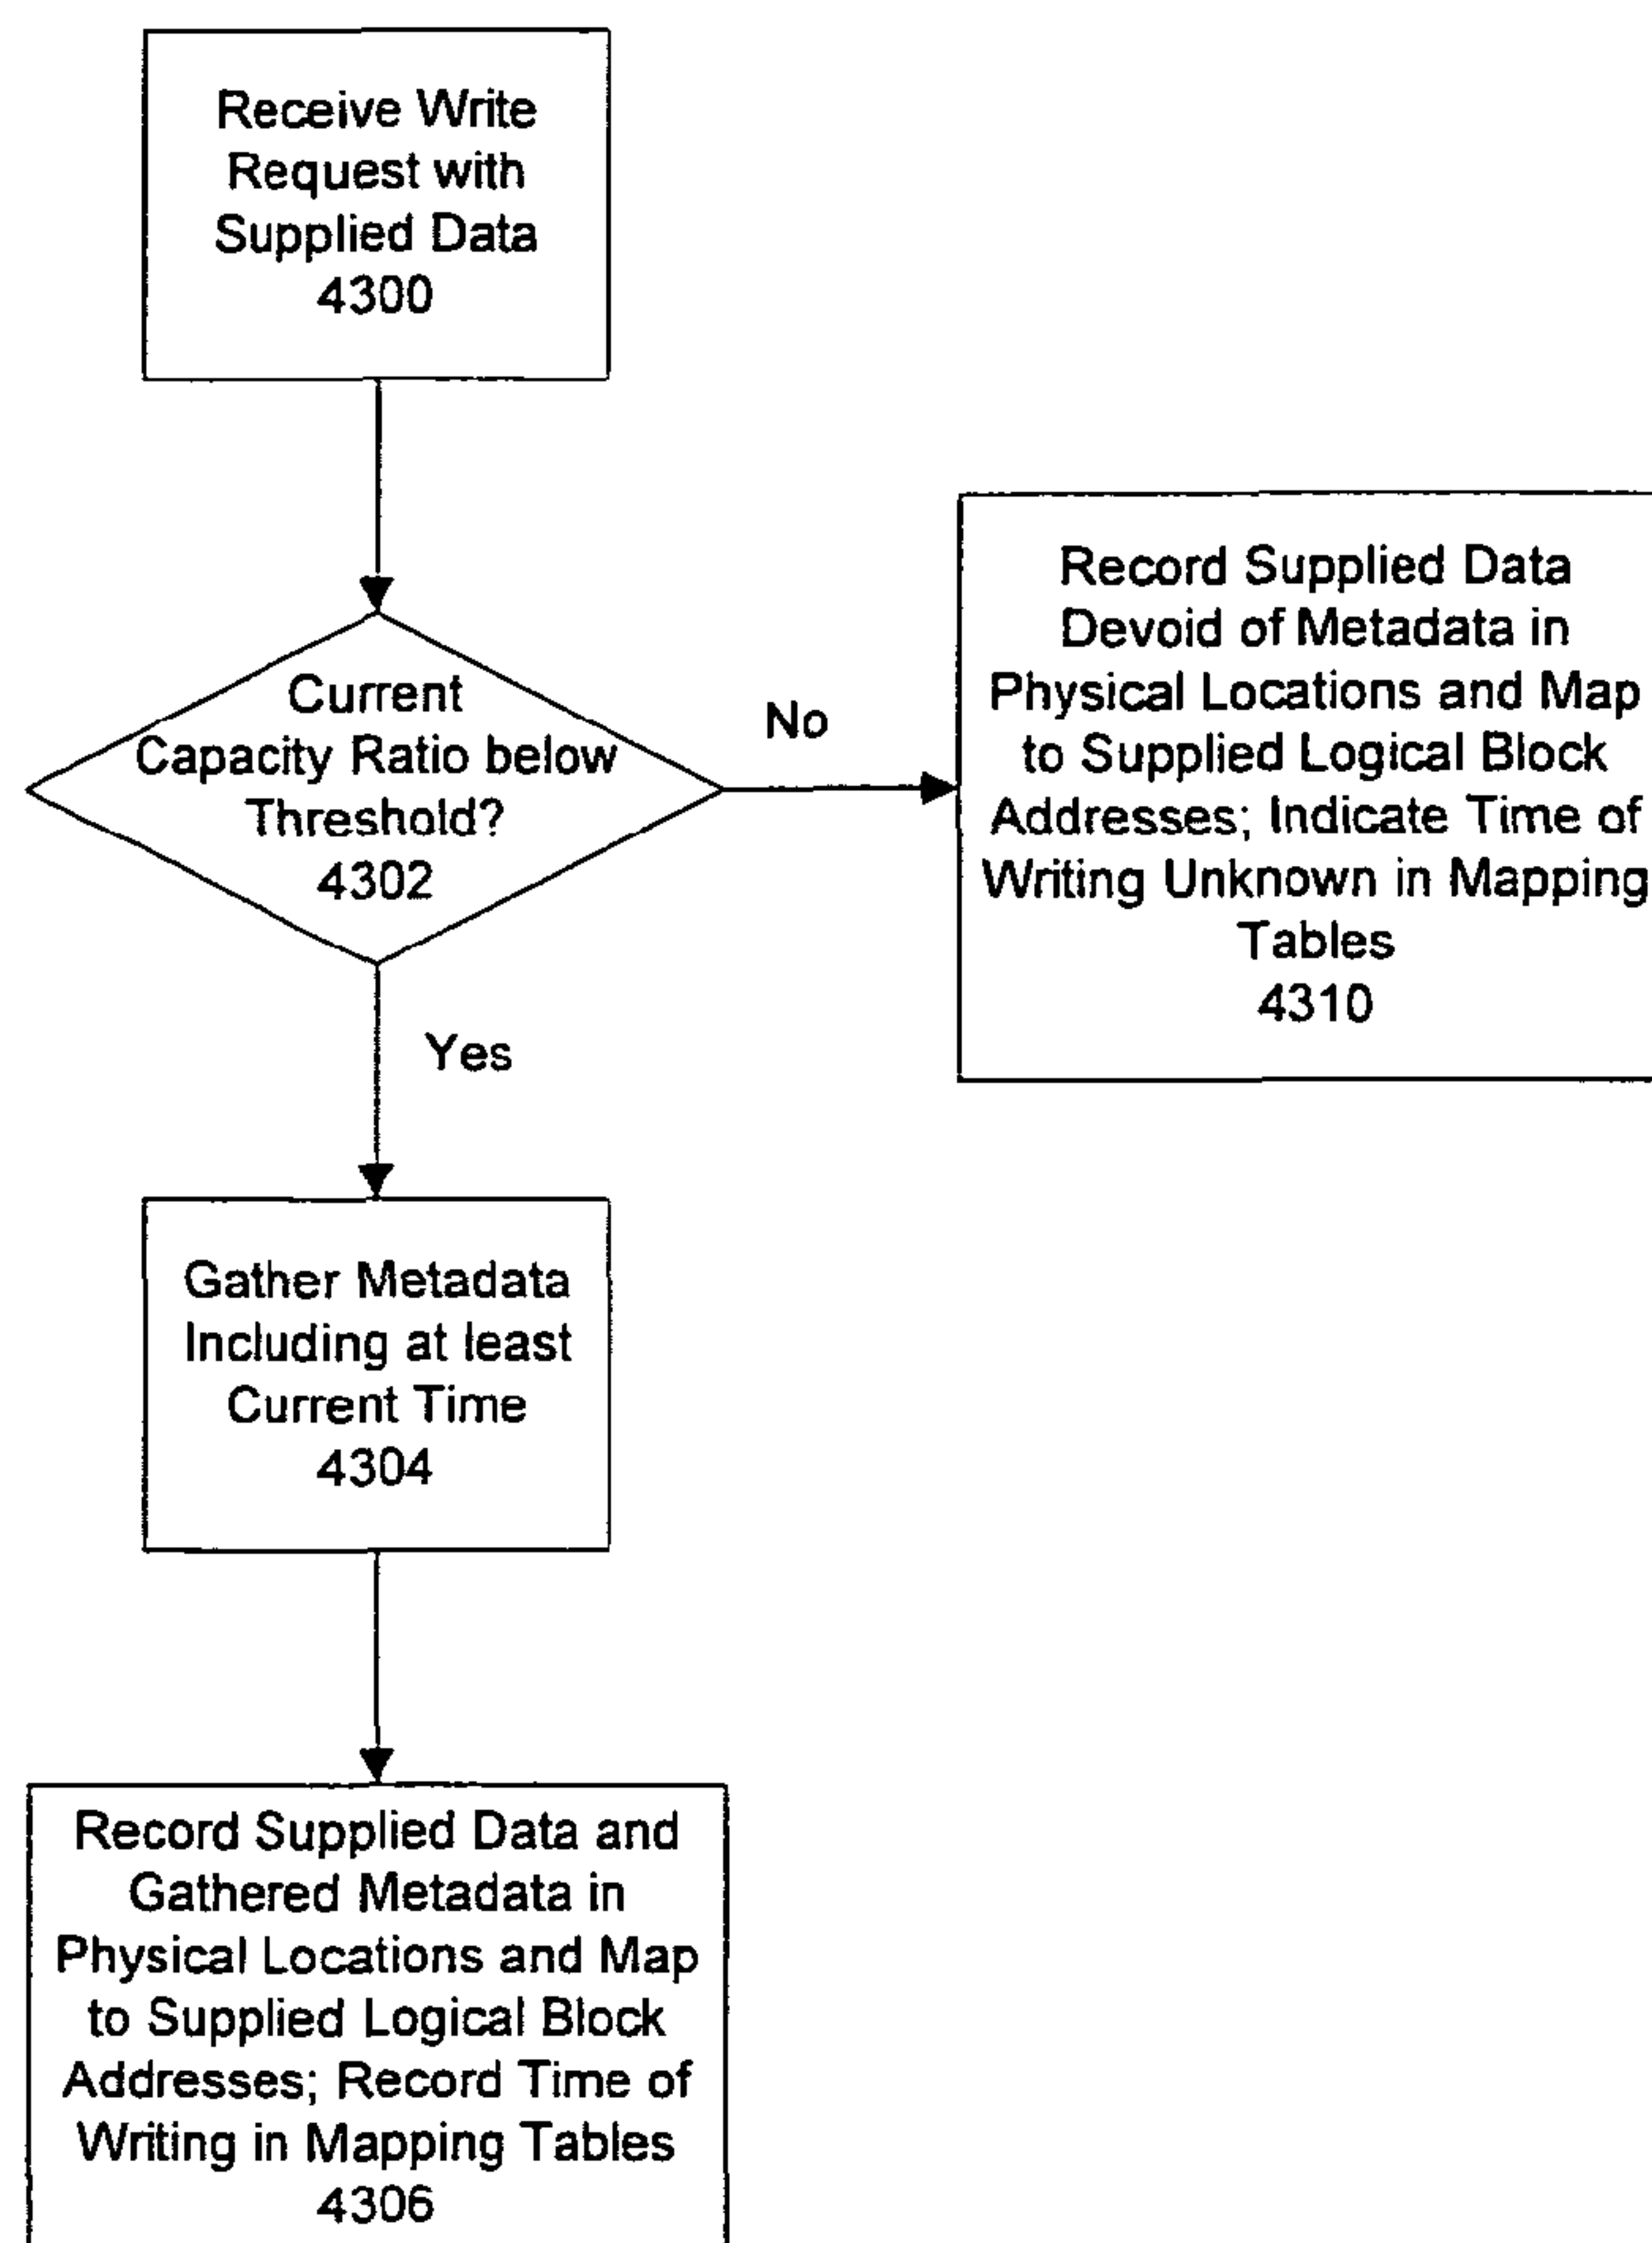 Receive Write
Request with
Supplied Data
4300
Current
Capacity Ratio below
Threshold?
4302
No
Record Supplied Data
Devoid of Metadata in
Physical Locations and Map
to Supplied Logical Block
Addresses; Indicate Time of
Writing Unknown in Mapping
Tables
4310
Yes
Gather Metadata
Including at least
Current Time
4304
Record Supplied Data and
Gathered Metadata in
Physical Locations and Map
to Supplied Logical Block
Addresses; Record Time of
Writing in Mapping Tables
4306